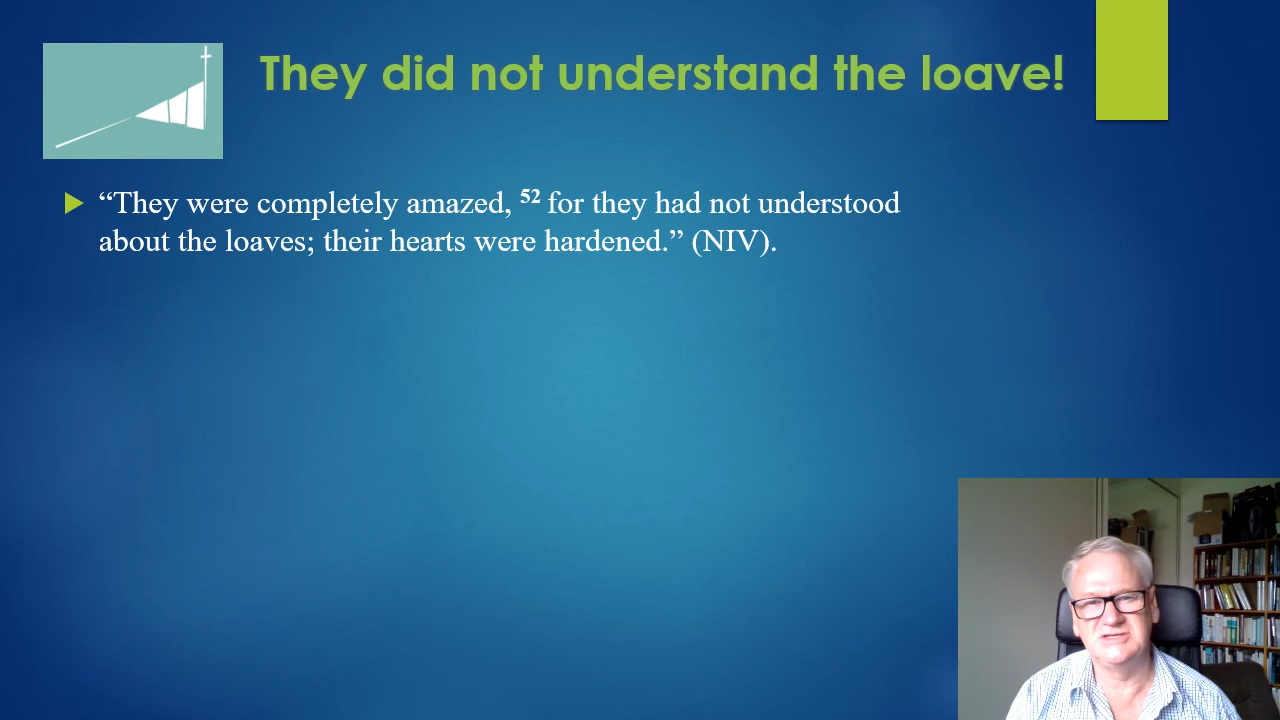 They did not understand the loave!
“They were completely amazed, 52 for they had not understood
about the loaves; their hearts were hardened.” (NIV).